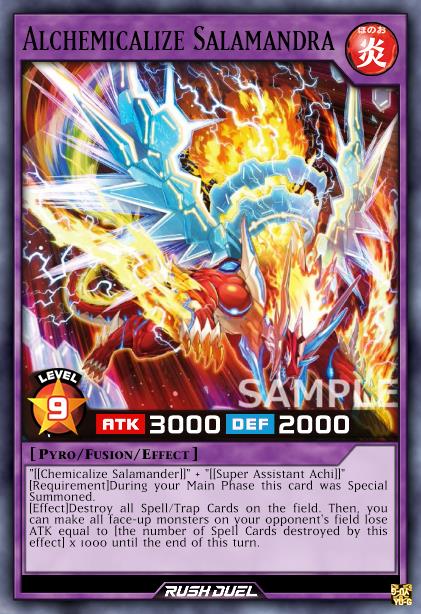 Alchemicalize Salamandra
ほのお
炎
SAMPLE
LEVEL
9
ATK 3000 DEF 2000
[ Pyro/Fusion/Effect ]
"[[Chemicalize Salamander]]" + "[[Super Assistant Achi]]"
[Requirement]During your Main Phase this card was Special
Summoned.
[Effect]Destroy all Spell/Trap Cards on the field. Then, you
can make all face-up monsters on your opponent's field lose
ATK equal to [the number of Spell Cards destroyed by this
effect] x 1000 until the end of this turn.
RUSH DUEL